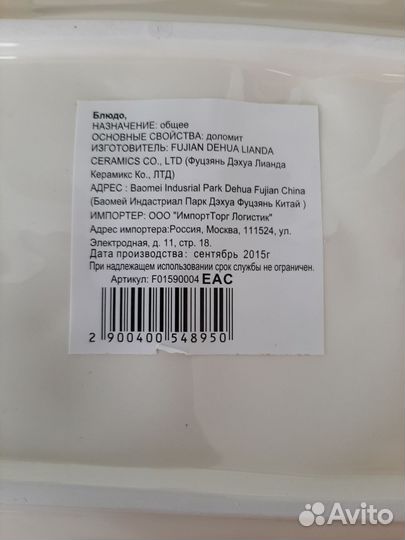 Блюдо,
НАЗНАЧЕНИЕ: общее
ОСНОВНЫЕ СВОЙСТВА: доломит
ИЗГОТОВИТЕЛЬ: FUJIAN DEHUA LIANDA
CERAMICS CO., LTD (Фуцзянь Дэхуа Лианда
Керамикс Ко., ЛТД)
АДРЕС : Baomei Indusrial Park Dehua Fujian China
(Баомей Индастриал Парк Дэхуа Фуцзянь Китай )
ИМПОРТЕР: ООО "ИмпортТорг Логистик"
Адрес импортера:Россия, Москва, 111524, ул.
Электродная, д. 11, стр. 18.
Дата производства: сентябрь 2015г
При надлежащем использовании срок службы не ограничен.
Артикул: F01590004 EAC
2 900400 548950
Avito